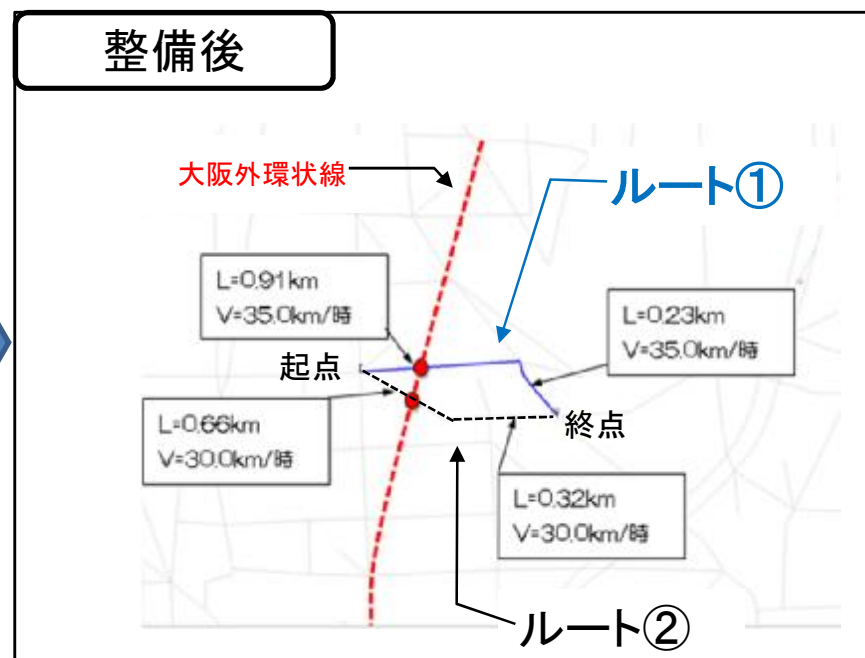 整備後
大阪外環状線
ルート①
L=0.91km
V=35.0km/時
L=0.23km
V=35.0km/時
起点
L=0.66km
V=30.0km/時
終点
L=0.32km
V=30.0km/時
ルート②